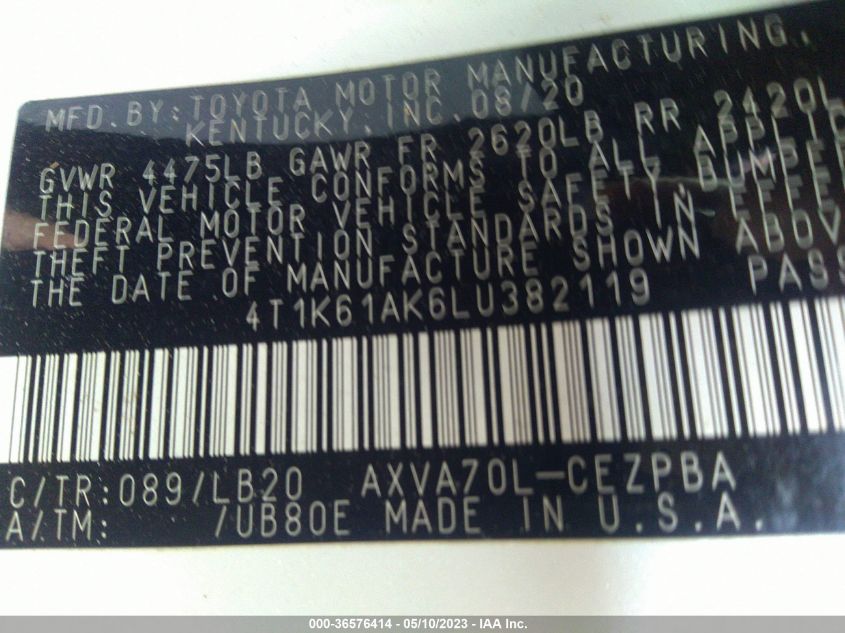 MFD. BY: TOYOTA MOTOR MANUFACTURING,
KENTUCKY, INC. 08/20
GVWR 4475LB GAWR FR 2620LB RR 2420L
THIS VEHICLE CONFORMS TO ALL APPLIC
FEDERAL MOTOR VEHICLE SAFETY, BUMPER
THEFT PREVENTION STANDARDS IN EFFE
THE DATE OF MANUFACTURE SHOWN ABOV
4T1K61AK6LU382119 PASS
C/TR: 089/LB20 AXVA70L-CEZPBA
A/TM: /UB80E MADE IN U.S.A.
000-36576414 - 05/10/2023 - IAA Inc.